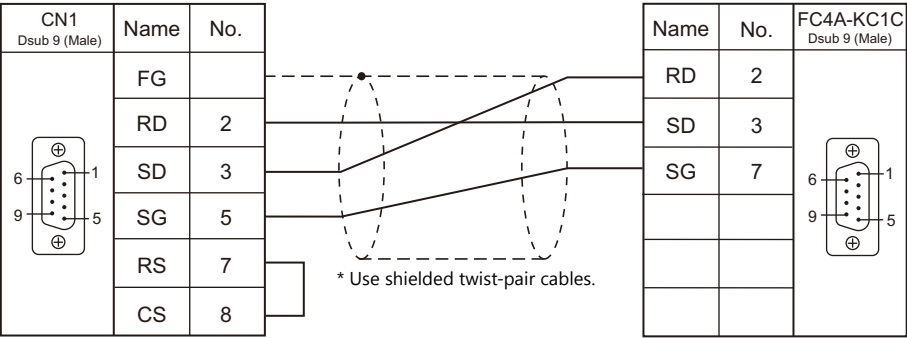 CN1
Dsub 9 (Male)
Name No.
FG
RD 2
SD 3
SG 5
RS 7
CS 8
6 1
9 5
* Use shielded twist-pair cables.
Name No.
FC4A-KC1C
Dsub 9 (Male)
RD 2
SD 3
SG 7
6 1
9 5